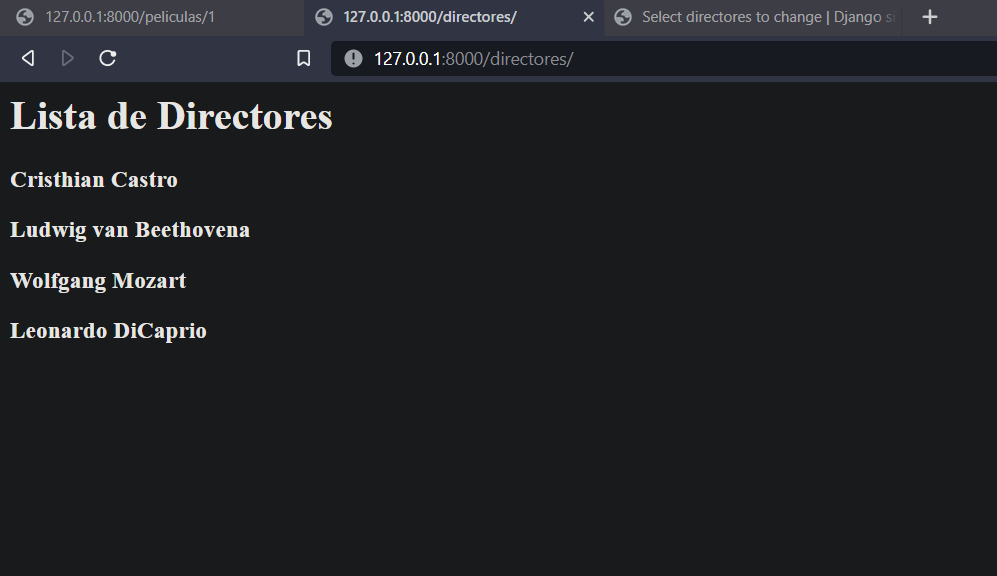 127.0.0.1:8000/peliculas/1
127.0.0.1:8000/directores/
Select directores to change | Django si
127.0.0.1:8000/directores/
Lista de Directores
Cristhian Castro
Ludwig van Beethovena
Wolfgang Mozart
Leonardo DiCaprio